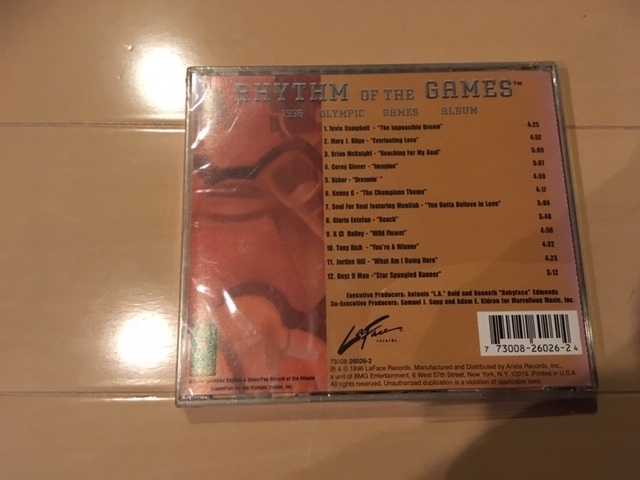 RHYTHM OF THE GAMES™
1996 OLYMPIC GAMES ALBUM
1. Tevin Campbell - "The Impossible Dream" 4:25
2. Mary J. Blige - "Everlasting Love" 4:02
3. Brian McKnight - "Reaching For My Goal"
4. Corey Glover - "Imagine"
5. Usher - "Dreamin'" 4:59
6. Kenny G - "The Champions Theme" 4:17
7. Soul For Real featuring - "You Gotta Believe In Love" 5:06
8. Gloria Estefan - "Reach" 3:48
9. K Ci Hailey - "Wild Flower" 4:50
10. Tony Rich - "You're A Winner" 4:32
11. Jordan Hill - "What Am I Doing Here" 4:23
12. Boyz II Men - "Star Spangled Banner" 3:12
Executive Producers: Antonio "L.A." Reid and Kenneth "Babyface" Edmonds
Co-Executive Producers: Samuel J. Sapp and Adam E. Kidron for Marvellous Music, Inc.
LaFace
records
7 73008-26026-2 4
73008-26026-2
℗ & © 1996 LaFace Records. Manufactured and Distributed by Arista Records, Inc.,
a unit of BMG Entertainment, 6 West 57th Street, New York, N.Y. 10019. Printed in U.S.A.
All rights reserved. Unauthorized duplication is a violation of applicable laws.